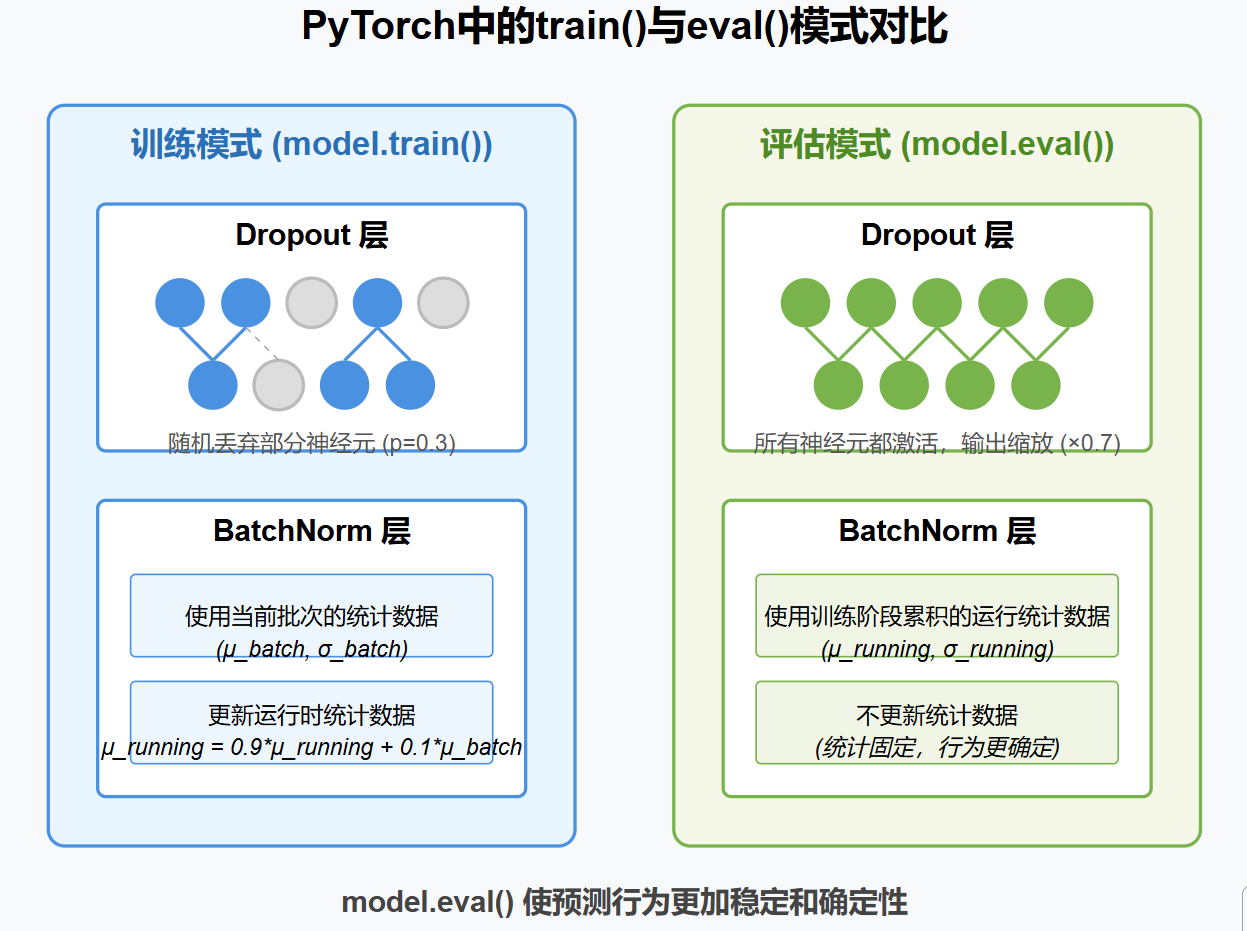 PyTorch中的train()与eval()模式对比
训练模式 (model.train())
Dropout 层
随机丢弃部分神经元 (p=0.3)
BatchNorm 层
使用当前批次的统计数据
(μ_batch, σ_batch)
更新运行时统计数据
μ_running = 0.9*μ_running + 0.1*μ_batch
评估模式 (model.eval())
Dropout 层
所有神经元都激活，输出缩放 (×0.7)
BatchNorm 层
使用训练阶段累积的运行统计数据
(μ_running, σ_running)
不更新统计数据
(统计固定，行为更确定)
model.eval() 使预测行为更加稳定和确定性